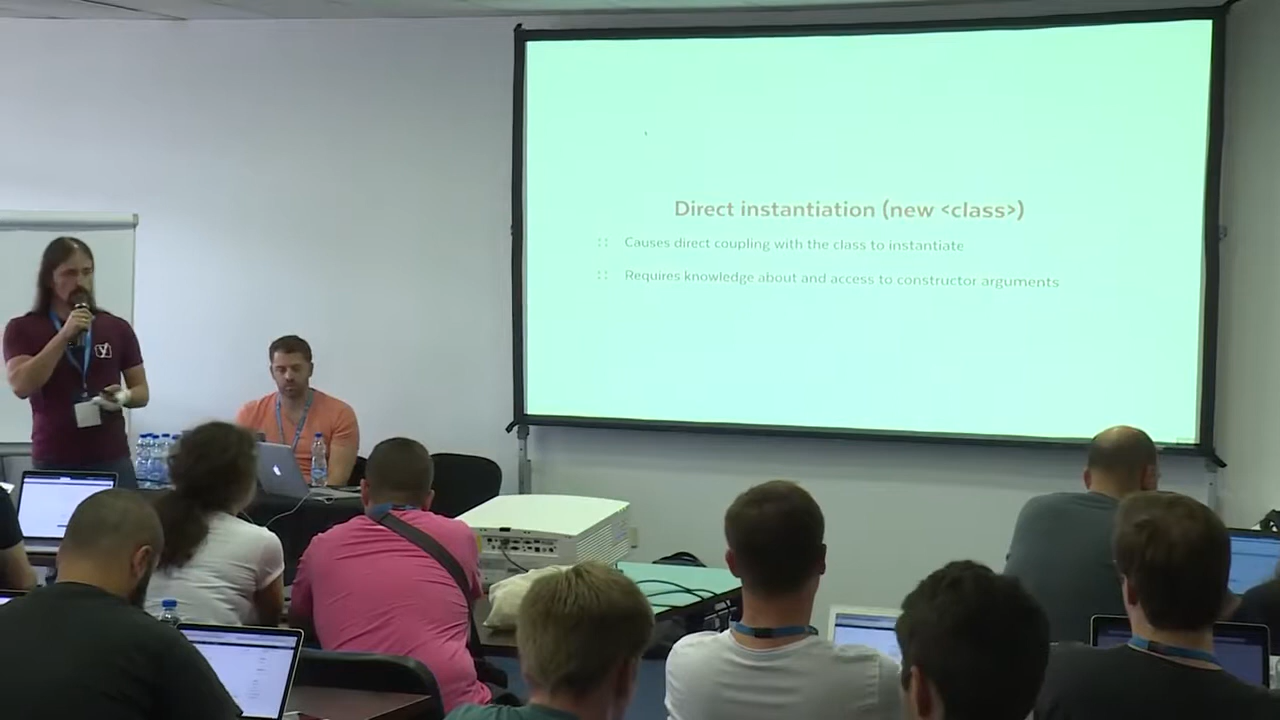 Direct instantiation (new <class>)
:: Causes direct coupling with the class to instantiate
:: Requires knowledge about and access to constructor arguments